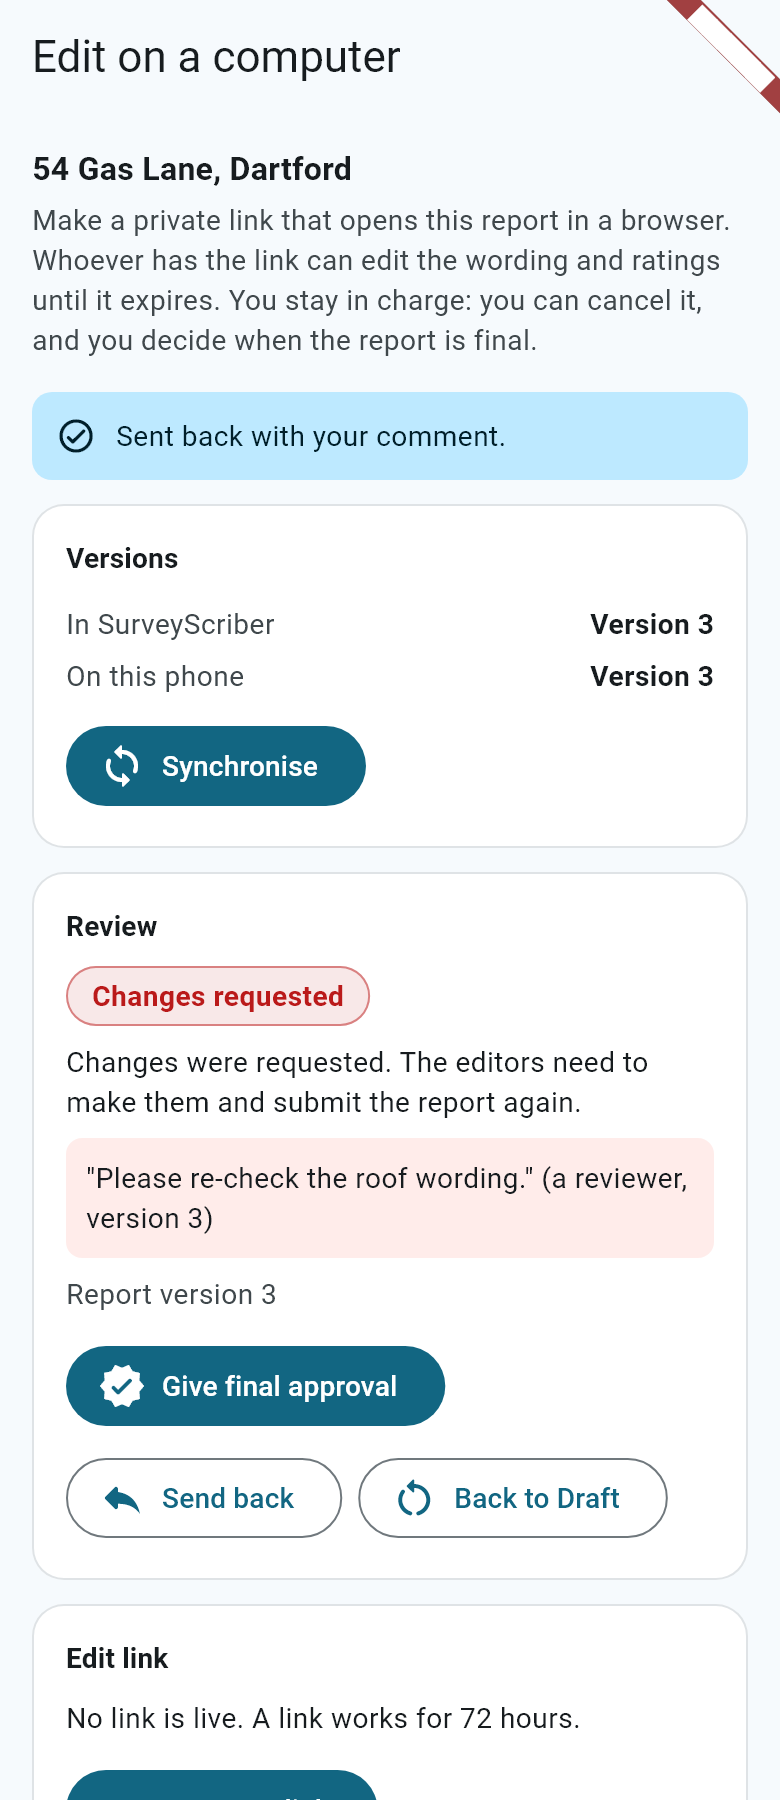 Edit on a computer
54 Gas Lane, Dartford
Make a private link that opens this report in a browser.
Whoever has the link can edit the wording and ratings
until it expires. You stay in charge: you can cancel it,
and you decide when the report is final.
Sent back with your comment.
Versions
In SurveyScriber Version 3
On this phone Version 3
Synchronise
Review
Changes requested
Changes were requested. The editors need to
make them and submit the report again.
"Please re-check the roof wording." (a reviewer,
version 3)
Report version 3
Give final approval
Send back Back to Draft
Edit link
No link is live. A link works for 72 hours.